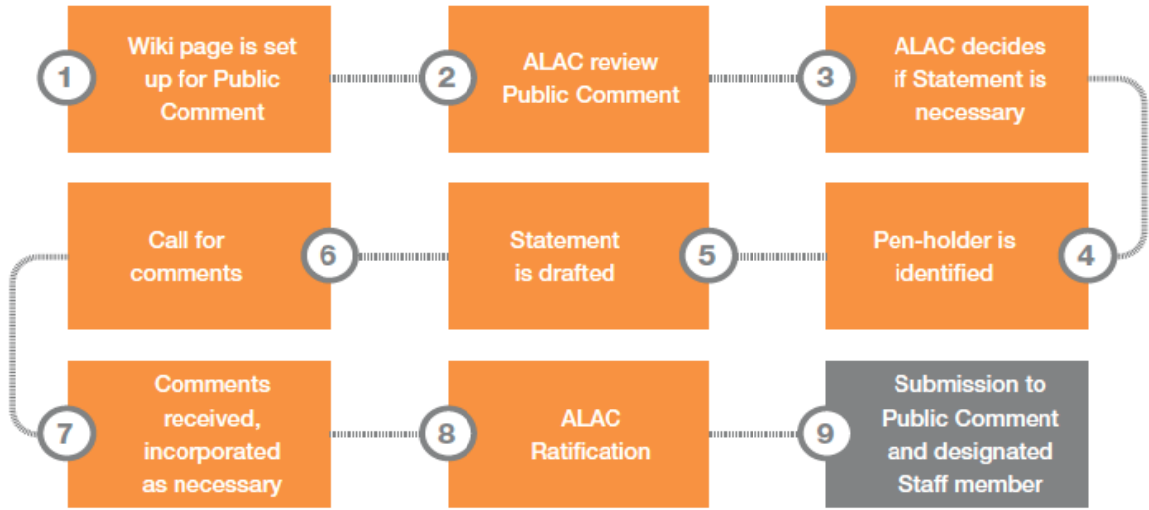 1
Wiki page is set
up for Public
Comment
2
ALAC review
Public Comment
3
ALAC decides
if Statement is
necessary
4
Pen-holder is
identified
5
Statement
is drafted
6
Call for
comments
7
Comments
received,
incorporated
as necessary
8
ALAC
Ratification
9
Submission to
Public Comment
and designated
Staff member